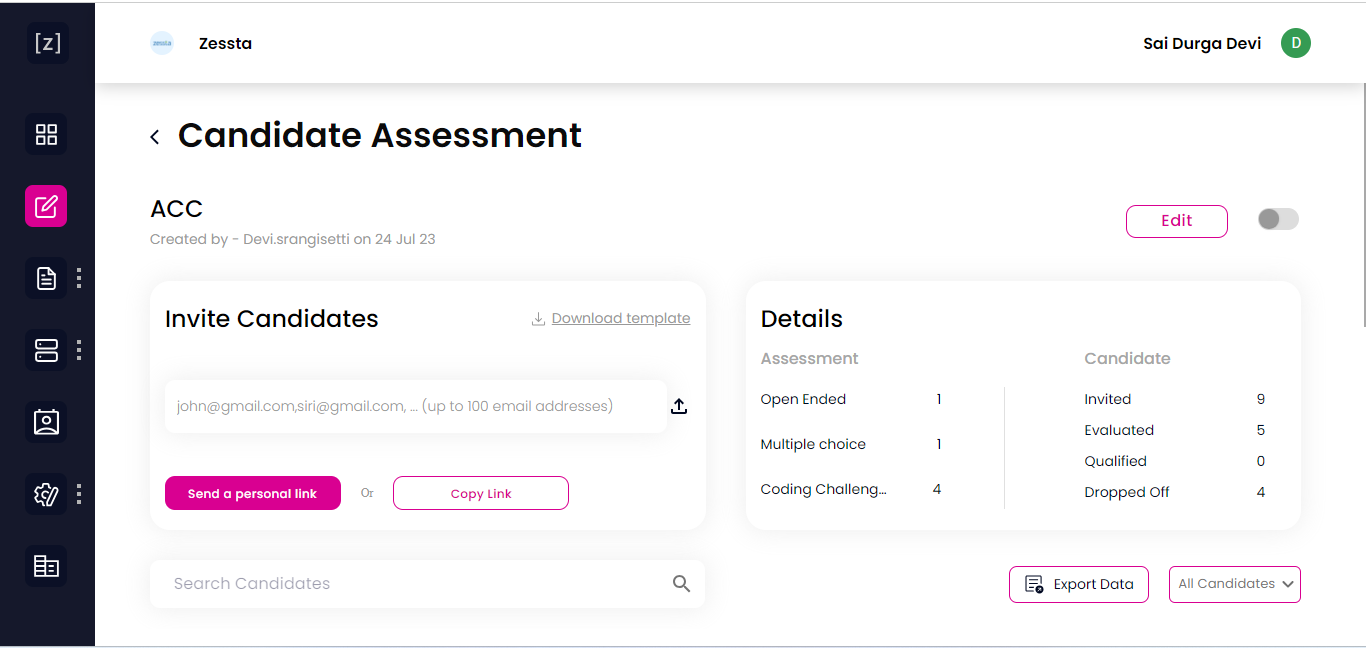 [z]
zessta
Zessta
Sai Durga Devi
D
Candidate Assessment
ACC
Created by - Devi.srangisetti on 24 Jul 23
Edit
Invite Candidates
Download template
john@gmail.com,siri@gmail.com, ... (up to 100 email addresses)
Send a personal link
Or
Copy Link
Details
Assessment
Open Ended 1
Multiple choice 1
Coding Challeng... 4
Candidate
Invited 9
Evaluated 5
Qualified 0
Dropped Off 4
Search Candidates
Export Data
All Candidates